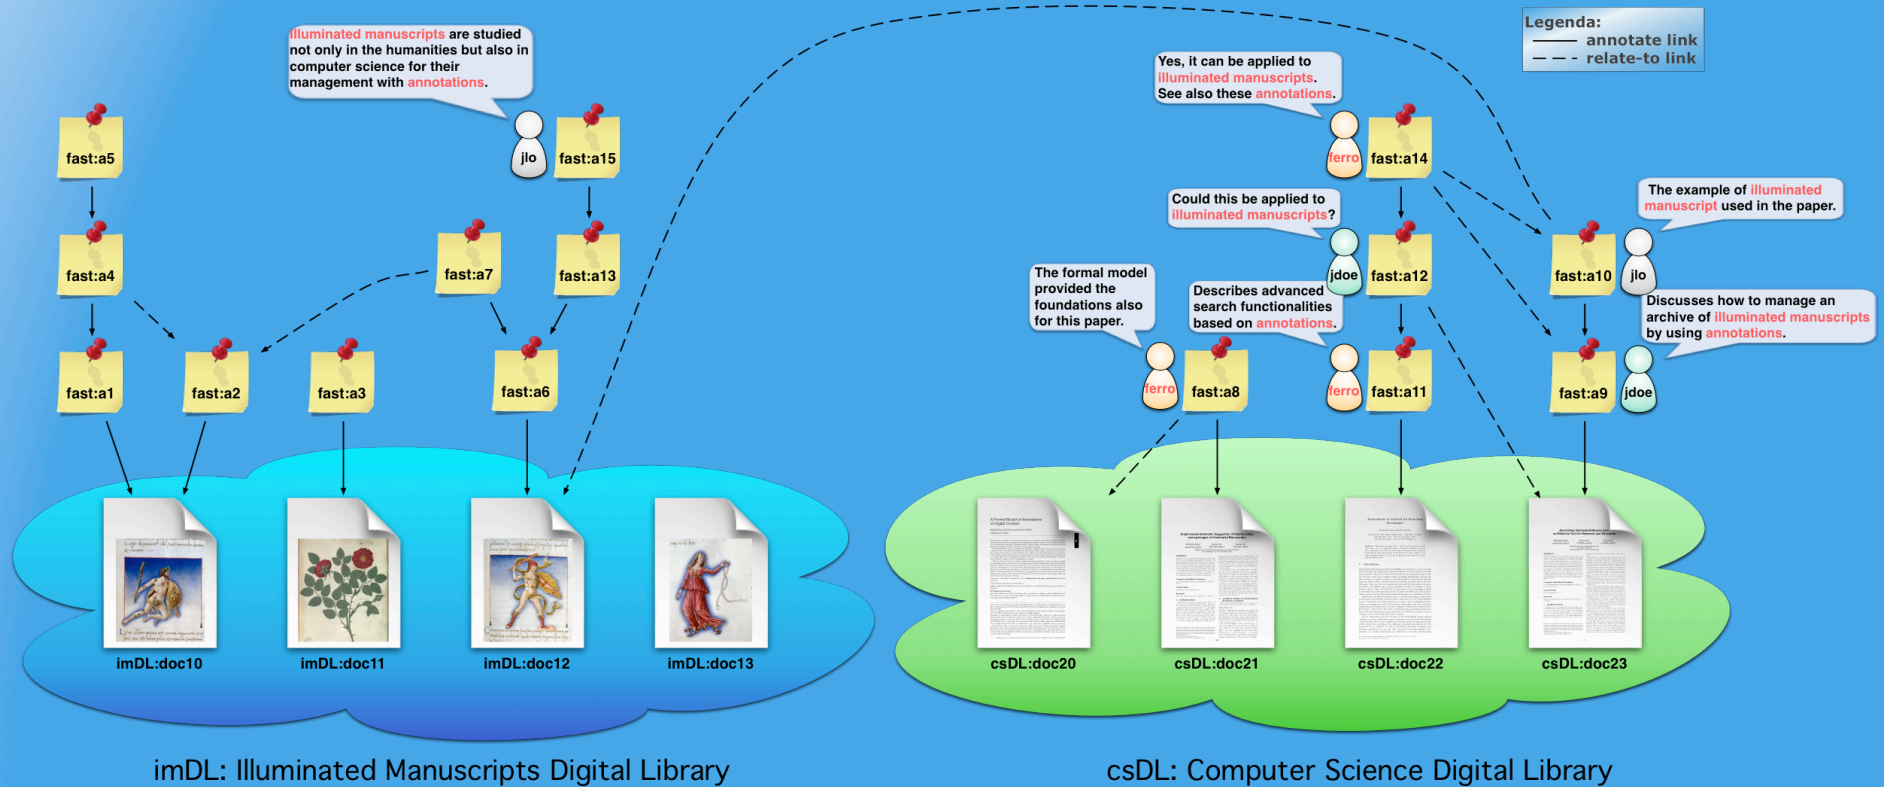 Legenda:
annotate link
relate-to link
Illuminated manuscripts are studied
not only in the humanities but also in
computer science for their
management with annotations.
Yes, it can be applied to
illuminated manuscripts.
See also these annotations.
fast:a5
jlo
fast:a15
ferro
fast:a14
Could this be applied to
illuminated manuscripts?
The example of illuminated
manuscript used in the paper.
fast:a4
fast:a7
fast:a13
jdoe
fast:a12
fast:a10
jlo
The formal model
provided the
foundations also
for this paper.
Describes advanced
search functionalities
based on annotations.
Discusses how to manage an
archive of illuminated manuscripts
by using annotations.
fast:a1
fast:a2
fast:a3
fast:a6
ferro
fast:a8
ferro
fast:a11
fast:a9
jdoe
imDL:doc10
imDL:doc11
imDL:doc12
imDL:doc13
csDL:doc20
csDL:doc21
csDL:doc22
csDL:doc23
imDL: Illuminated Manuscripts Digital Library
csDL: Computer Science Digital Library